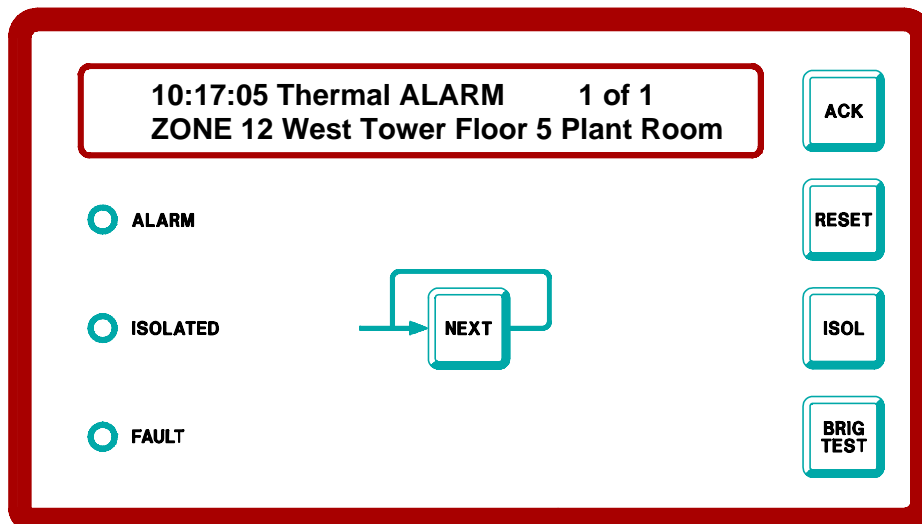 10:17:05 Thermal ALARM 1 of 1
ZONE 12 West Tower Floor 5 Plant Room
ACK
ALARM
RESET
ISOLATED
NEXT
ISOL
FAULT
BRIG
TEST